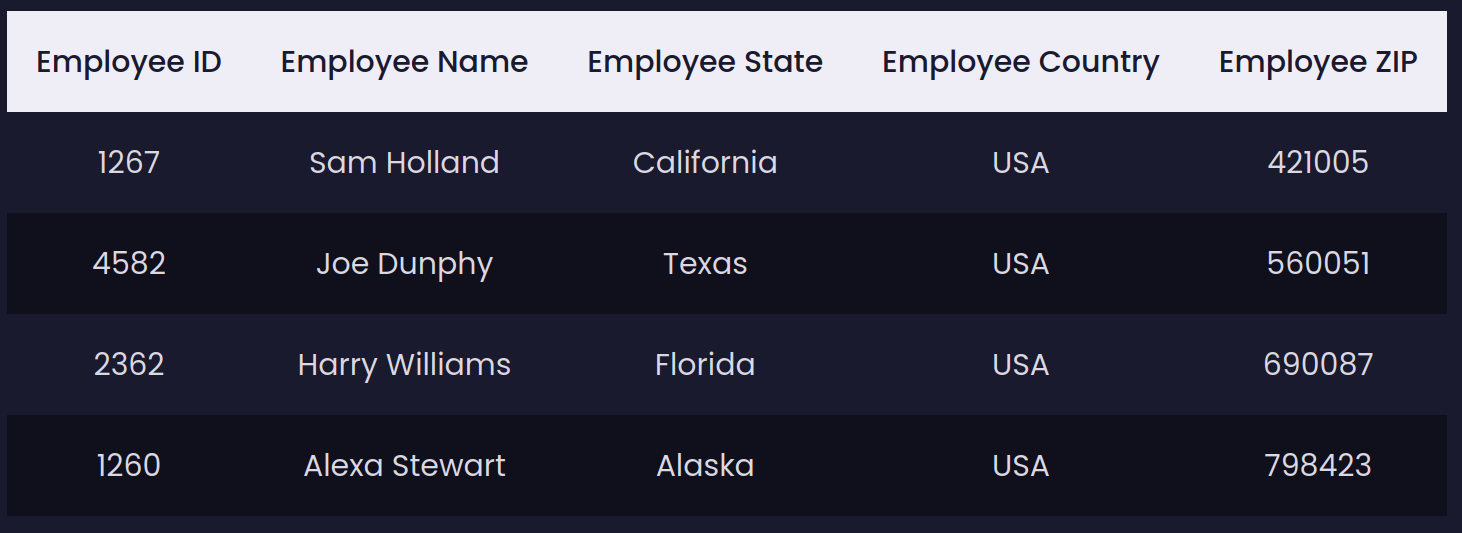 Employee ID Employee Name Employee State Employee Country Employee ZIP
1267 Sam Holland California USA 421005
4582 Joe Dunphy Texas USA 560051
2362 Harry Williams Florida USA 690087
1260 Alexa Stewart Alaska USA 798423